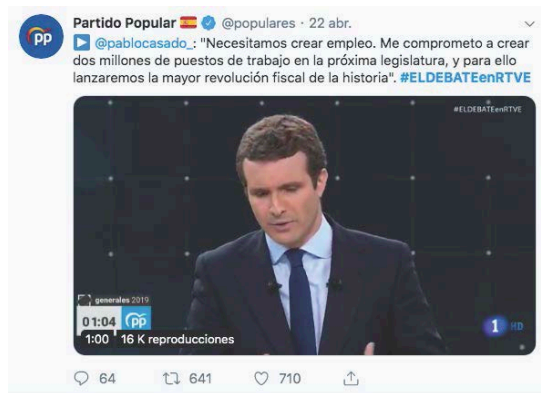 PP
Partido Popular @populares · 22 abr.
@pablocasado_: "Necesitamos crear empleo. Me comprometo a crear
dos millones de puestos de trabajo en la próxima legislatura, y para ello
lanzaremos la mayor revolución fiscal de la historia". #ELDEBATEenRTVE
#ELDEBATEenRTVE
generales 2019
01:04 PP
1:00 16 K reproducciones
1 HD
64 641 710